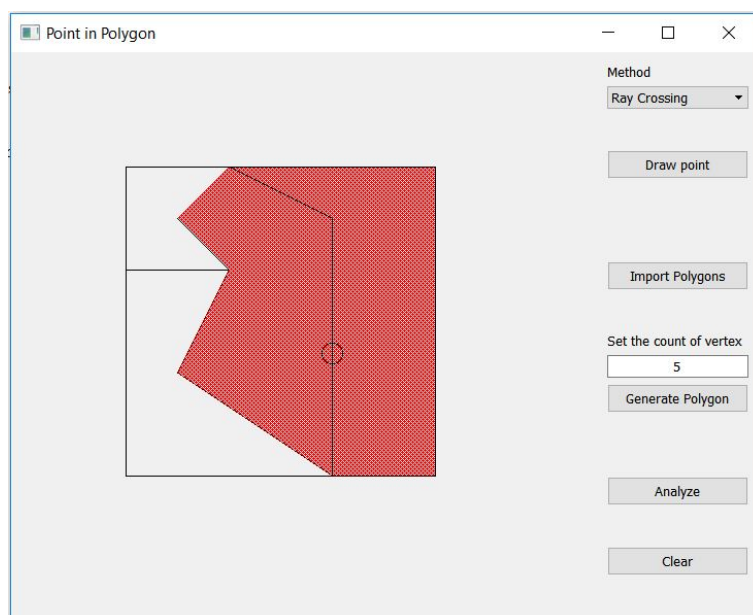 Point in Polygon
Method
Ray Crossing
Draw point
Import Polygons
Set the count of vertex
5
Generate Polygon
Analyze
Clear